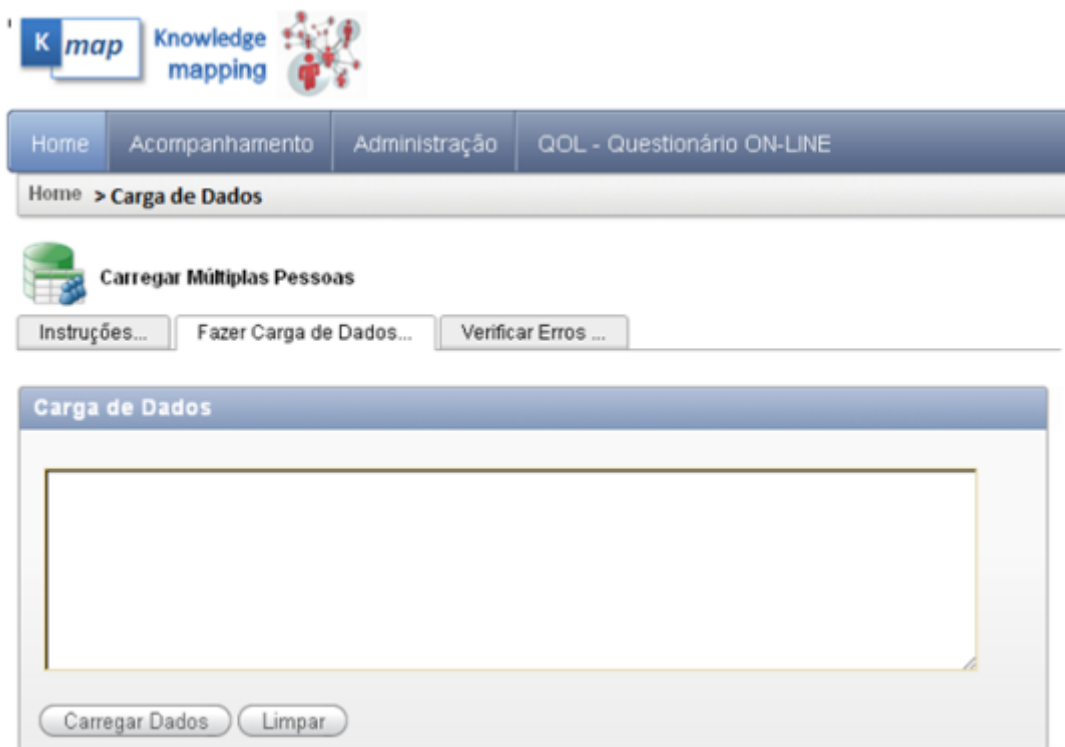 K map Knowledge
mapping
Home Acompanhamento Administração QOL - Questionário ON-LINE
Home > Carga de Dados
Carregar Múltiplas Pessoas
Instruções... Fazer Carga de Dados... Verificar Erros ...
Carga de Dados
Carregar Dados Limpar